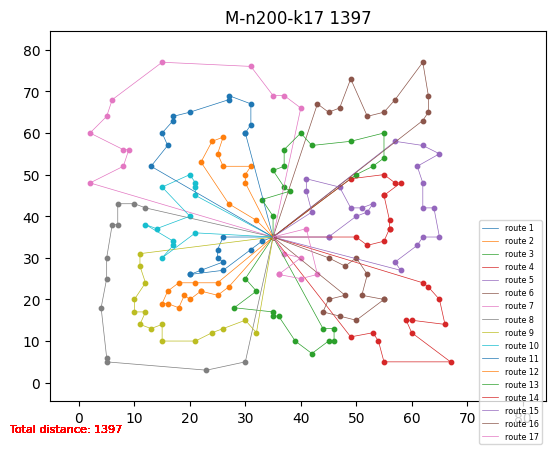 M-n200-k17 1397
80
70
60
50
40
30
20
10
0
0 10 20 30 40 50 60 70 80
route 1
route 2
route 3
route 4
route 5
route 6
route 7
route 8
route 9
route 10
route 11
route 12
route 13
route 14
route 15
route 16
route 17
Total distance: 1397